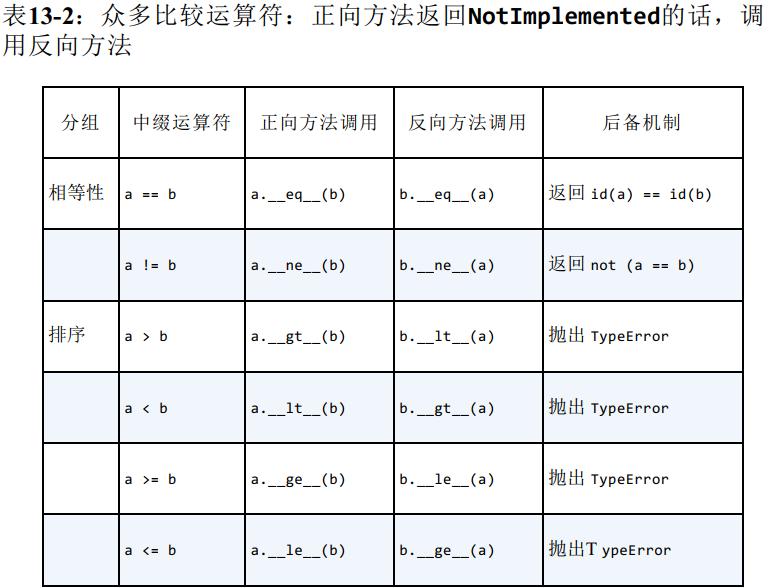 表13-2：众多比较运算符：正向方法返回NotImplemented的话，调
用反向方法
分组 中缀运算符 正向方法调用 反向方法调用 后备机制
相等性 a == b a.__eq__(b) b.__eq__(a) 返回 id(a) == id(b)
a != b a.__ne__(b) b.__ne__(a) 返回 not (a == b)
排序 a > b a.__gt__(b) b.__lt__(a) 抛出 TypeError
a < b a.__lt__(b) b.__gt__(a) 抛出 TypeError
a >= b a.__ge__(b) b.__le__(a) 抛出 TypeError
a <= b a.__le__(b) b.__ge__(a) 抛出T ypeError